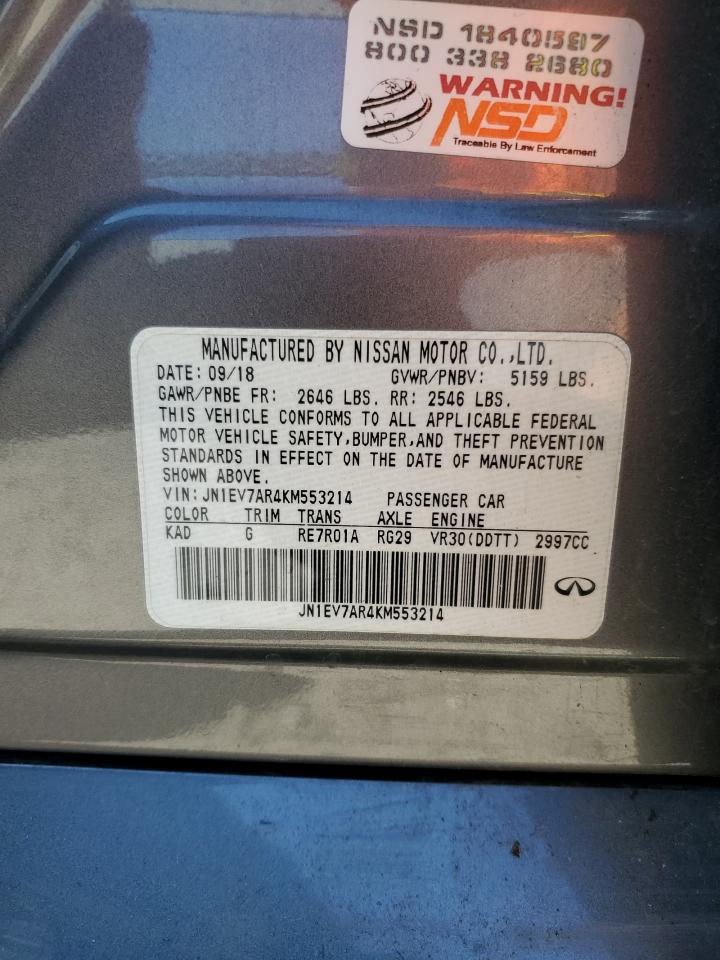 NSD 1840587
800 338 2680
WARNING!
NSD
Traceable By Law Enforcement
MANUFACTURED BY NISSAN MOTOR CO.,LTD.
DATE: 09/18 GVWR/PNBV: 5159 LBS.
GAWR/PNBE FR: 2646 LBS. RR: 2546 LBS.
THIS VEHICLE CONFORMS TO ALL APPLICABLE FEDERAL
MOTOR VEHICLE SAFETY,BUMPER,AND THEFT PREVENTION
STANDARDS IN EFFECT ON THE DATE OF MANUFACTURE
SHOWN ABOVE.
VIN:JN1EV7AR4KM553214 PASSENGER CAR
COLOR TRIM TRANS AXLE ENGINE
KAD G RE7R01A RG29 VR30(DDTT) 2997CC
JN1EV7AR4KM553214